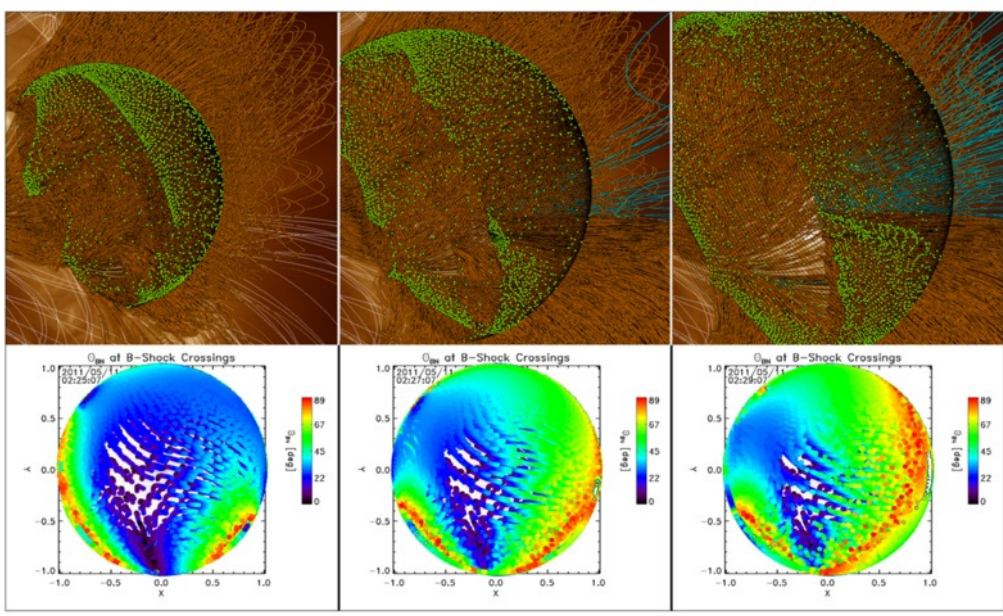 Θ_BN at B-Shock Crossings
2011/05/11
02:25:07
1.0
0.5
0.0
-0.5
-1.0
Y
-1.0 -0.5 0.0 0.5 1.0
X
89
67
45
22
0
Θ_BN [deg]
Θ_BN at B-Shock Crossings
2011/05/11
02:27:07
1.0
0.5
0.0
-0.5
-1.0
Y
-1.0 -0.5 0.0 0.5 1.0
X
89
67
45
22
0
Θ_BN [deg]
Θ_BN at B-Shock Crossings
2011/05/11
02:29:07
1.0
0.5
0.0
-0.5
-1.0
Y
-1.0 -0.5 0.0 0.5 1.0
X
89
67
45
22
0
Θ_BN [deg]